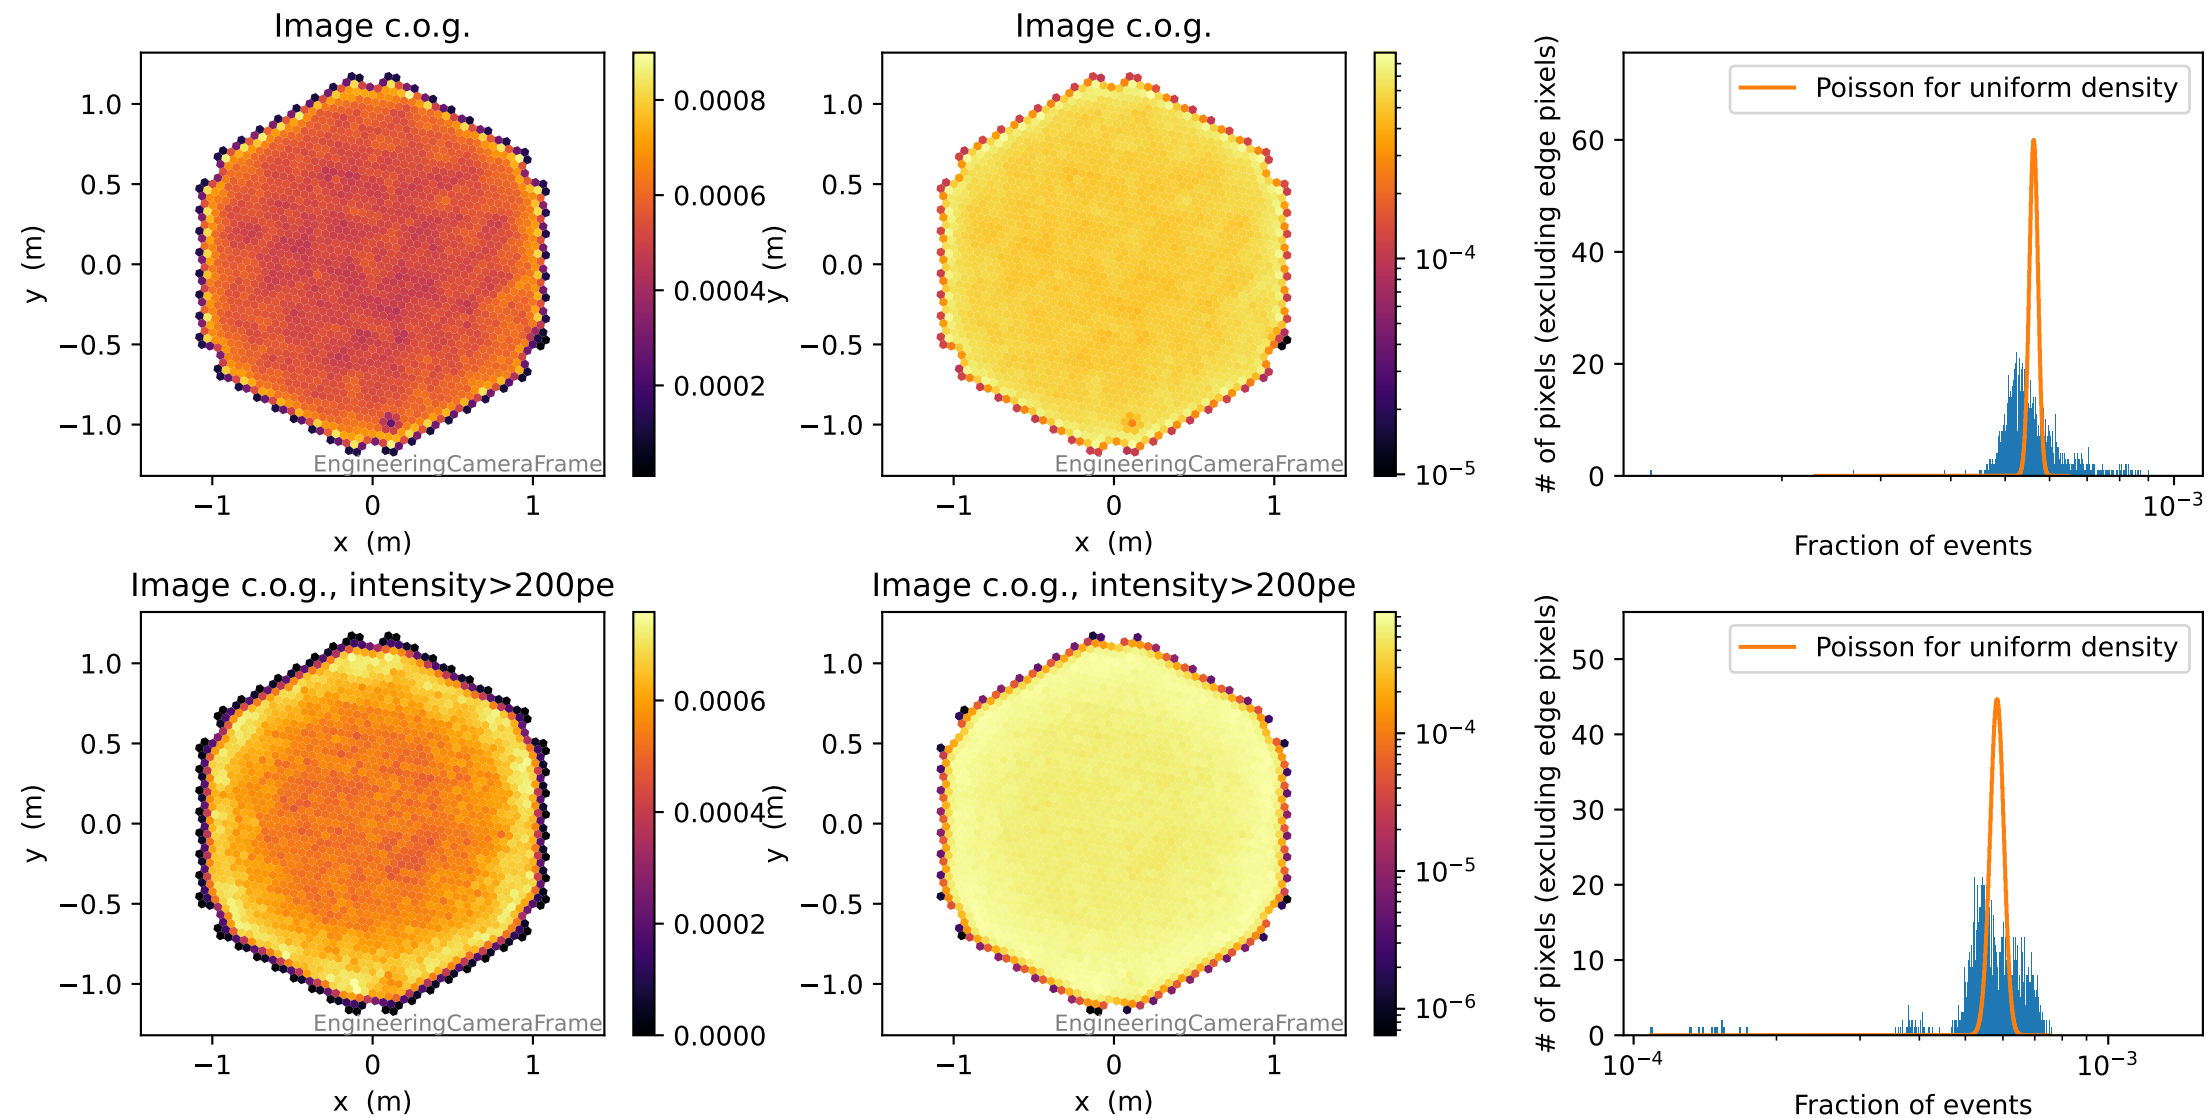 Image c.o.g.
1.0
0.5
0.0
−0.5
−1.0
y (m)
−1
0
1
x (m)
EngineeringCameraFrame
0.0008
0.0006
0.0004
0.0002
Image c.o.g.
1.0
0.5
0.0
−0.5
−1.0
y (m)
−1
0
1
x (m)
EngineeringCameraFrame
10⁻⁴
10⁻⁵
# of pixels (excluding edge pixels)
60
40
20
0
Poisson for uniform density
10⁻³
Fraction of events
Image c.o.g., intensity>200pe
1.0
0.5
0.0
−0.5
−1.0
y (m)
−1
0
1
x (m)
EngineeringCameraFrame
0.0006
0.0004
0.0002
0.0000
Image c.o.g., intensity>200pe
1.0
0.5
0.0
−0.5
−1.0
y (m)
−1
0
1
x (m)
EngineeringCameraFrame
10⁻⁴
10⁻⁵
10⁻⁶
# of pixels (excluding edge pixels)
50
40
30
20
10
0
Poisson for uniform density
10⁻⁴
10⁻³
Fraction of events